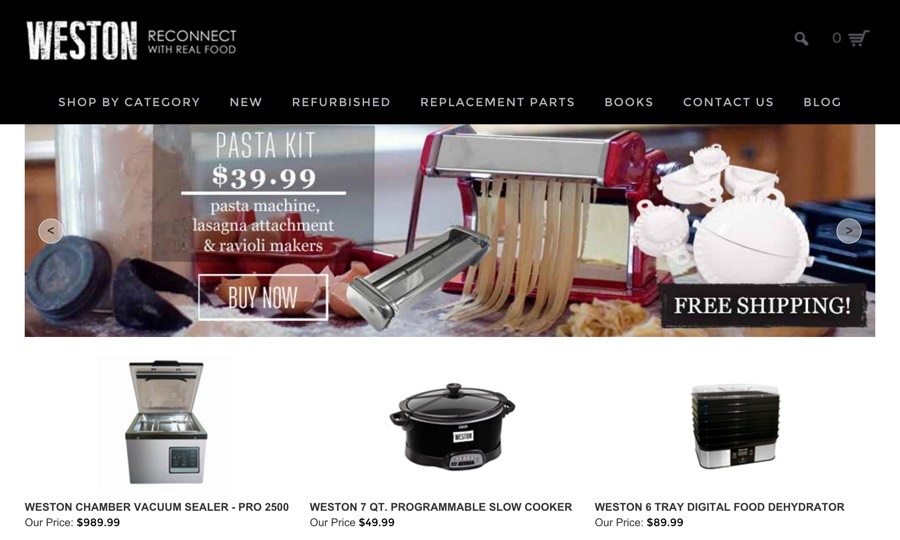 WESTON RECONNECT
WITH REAL FOOD
0
SHOP BY CATEGORY NEW REFURBISHED REPLACEMENT PARTS BOOKS CONTACT US BLOG
PASTA KIT
$39.99
pasta machine,
lasagna attachment
& ravioli makers
< >
BUY NOW
FREE SHIPPING!
WESTON
WESTON CHAMBER VACUUM SEALER - PRO 2500 WESTON 7 QT. PROGRAMMABLE SLOW COOKER WESTON 6 TRAY DIGITAL FOOD DEHYDRATOR
Our Price: $989.99 Our Price $49.99 Our Price: $89.99